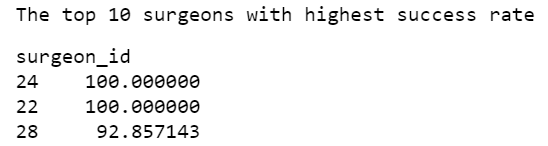 The top 10 surgeons with highest success rate
surgeon_id
24 100.000000
22 100.000000
28 92.857143